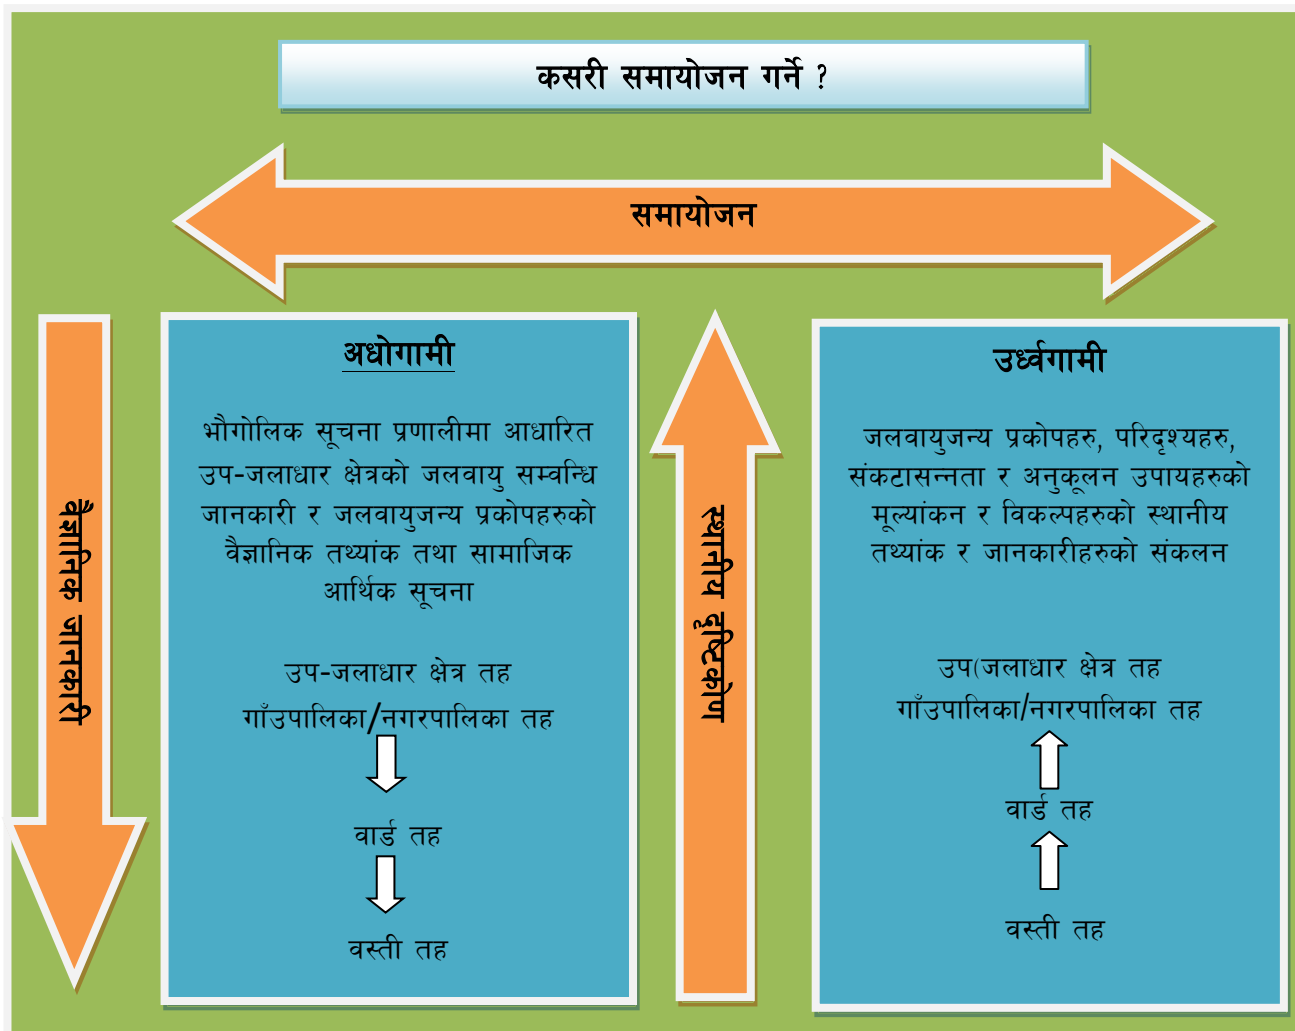 कसरी समायोजन गर्ने ?
समायोजन
वैज्ञानिक जानकारी
अधोगामी
भौगोलिक सूचना प्रणालीमा आधारित
उप-जलाधार क्षेत्रको जलवायु सम्वन्धि
जानकारी र जलवायुजन्य प्रकोपहरुको
वैज्ञानिक तथ्यांक तथा सामाजिक
आर्थिक सूचना
उप-जलाधार क्षेत्र तह
गाँउपालिका/नगरपालिका तह
वार्ड तह
वस्ती तह
स्थानीय दृष्टिकोण
उर्ध्वगामी
जलवायुजन्य प्रकोपहरु, परिदृश्यहरु,
संकटासन्नता र अनुकूलन उपायहरुको
मूल्यांकन र विकल्पहरुको स्थानीय
तथ्यांक र जानकारीहरुको संकलन
उप(जलाधार क्षेत्र तह
गाँउपालिका/नगरपालिका तह
वार्ड तह
वस्ती तह